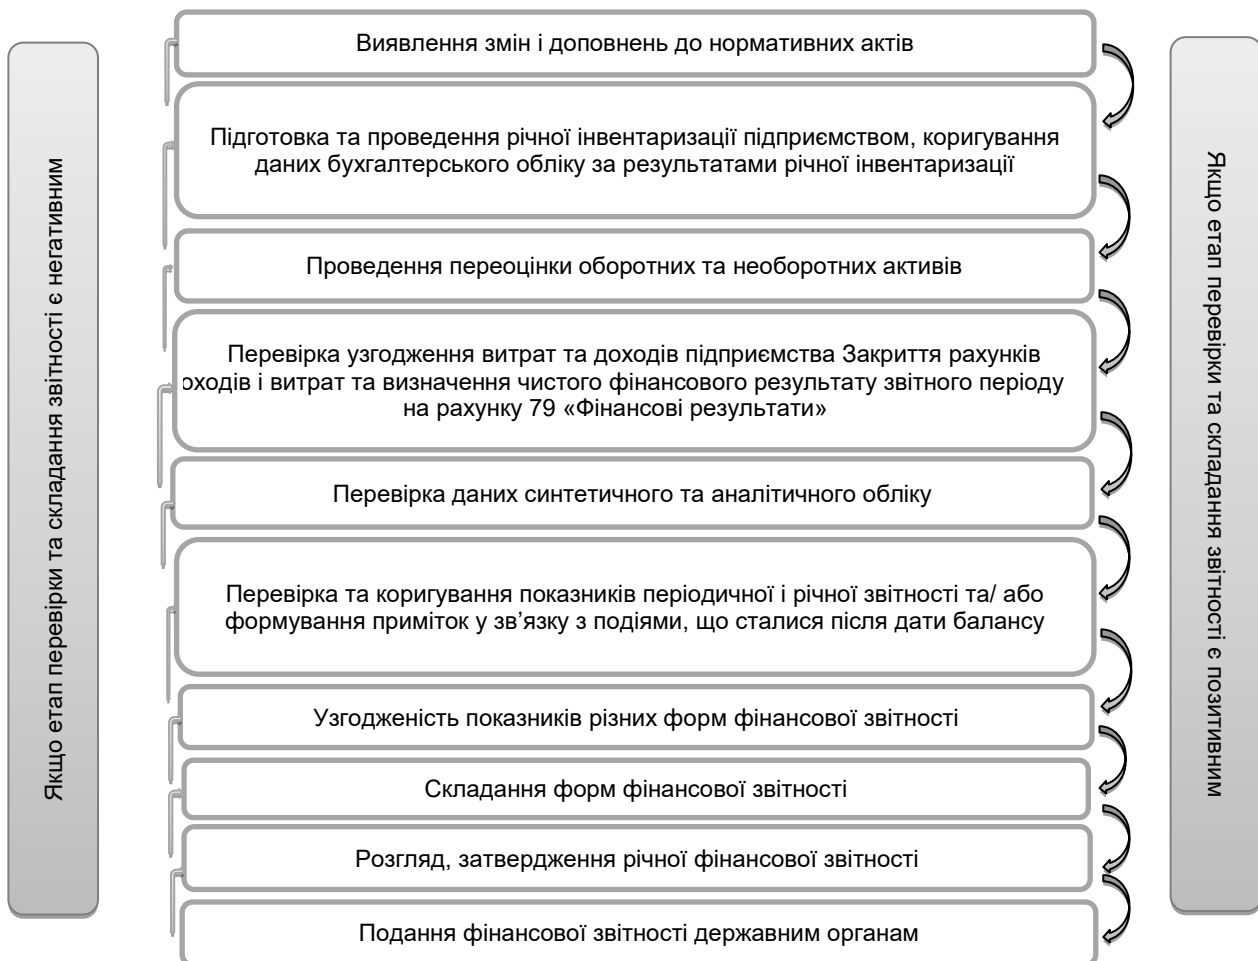 Якщо етап перевірки та складання звітності є негативним
Виявлення змін і доповнень до нормативних актів
Підготовка та проведення річної інвентаризації підприємством, коригування
даних бухгалтерського обліку за результатами річної інвентаризації
Проведення переоцінки оборотних та необоротних активів
Перевірка узгодження витрат та доходів підприємства Закриття рахунків
оходів і витрат та визначення чистого фінансового результату звітного періоду
на рахунку 79 «Фінансові результати»
Перевірка даних синтетичного та аналітичного обліку
Перевірка та коригування показників періодичної і річної звітності та/ або
формування приміток у зв’язку з подіями, що сталися після дати балансу
Узгодженість показників різних форм фінансової звітності
Складання форм фінансової звітності
Розгляд, затвердження річної фінансової звітності
Подання фінансової звітності державним органам
Якщо етап перевірки та складання звітності є позитивним